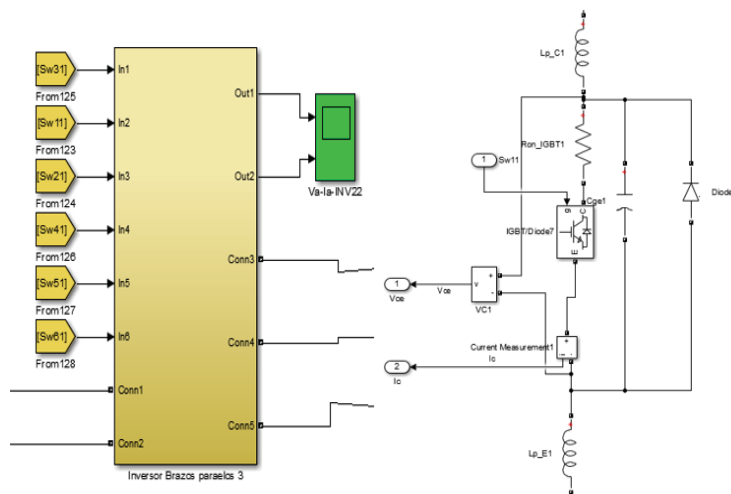 [Sw31]
From125
[Sw11]
From123
[Sw21]
From124
[Sw41]
From126
[Sw51]
From127
[Sw61]
From128
In1
In2
In3
In4
In5
In6
Conn1
Conn2
Out1
Out2
Conn3
Conn4
Conn5
Inversor Brazos paraelos 3
Va-Ia-INV22
Lp_C1
Ron_IGBT1
1
Sw11
Cge1
g
C
E
IGBT/Diode7
Diode
1
Vce
Vce
v
+
-
VC1
Current Measurement1
+
i
-
2
Ic
Ic
Lp_E1